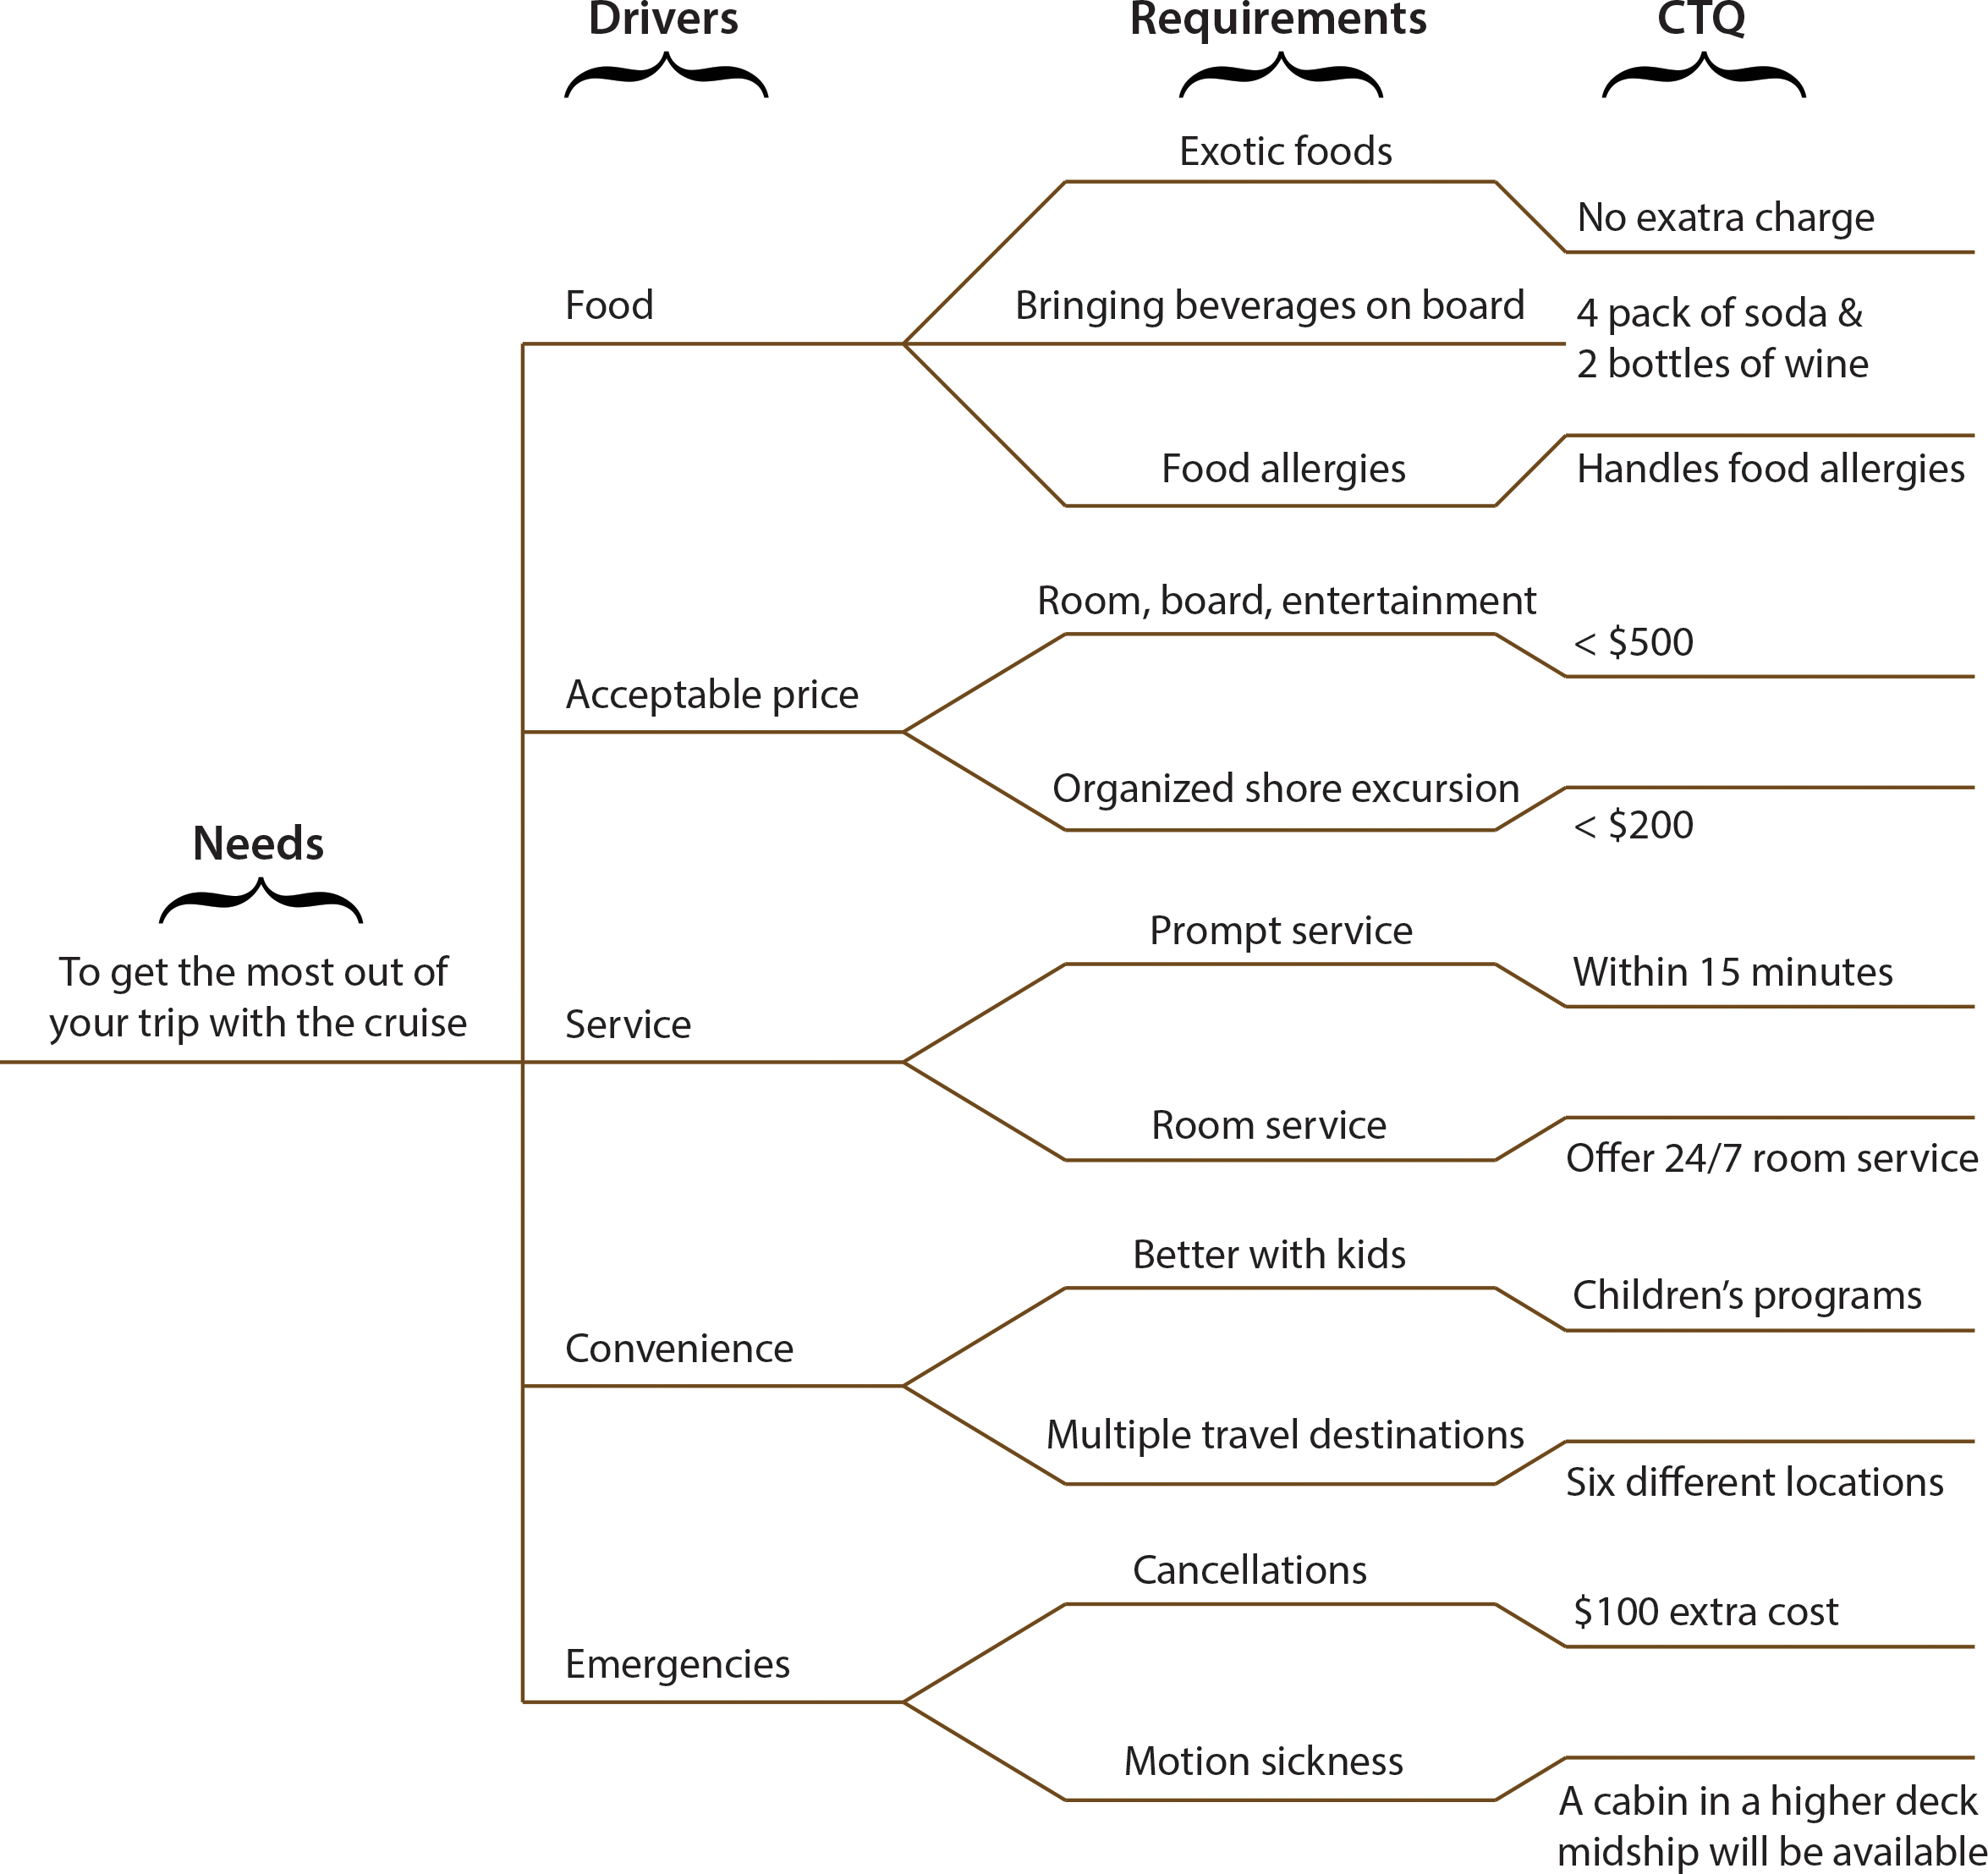 Drivers
Requirements
CTQ
Exotic foods
No exatra charge
Food
Bringing beverages on board
4 pack of soda &
2 bottles of wine
Food allergies
Handles food allergies
Room, board, entertainment
< $500
Acceptable price
Organized shore excursion
< $200
Needs
To get the most out of
your trip with the cruise
Prompt service
Within 15 minutes
Service
Room service
Offer 24/7 room service
Better with kids
Children’s programs
Convenience
Multiple travel destinations
Six different locations
Cancellations
$100 extra cost
Emergencies
Motion sickness
A cabin in a higher deck
midship will be available